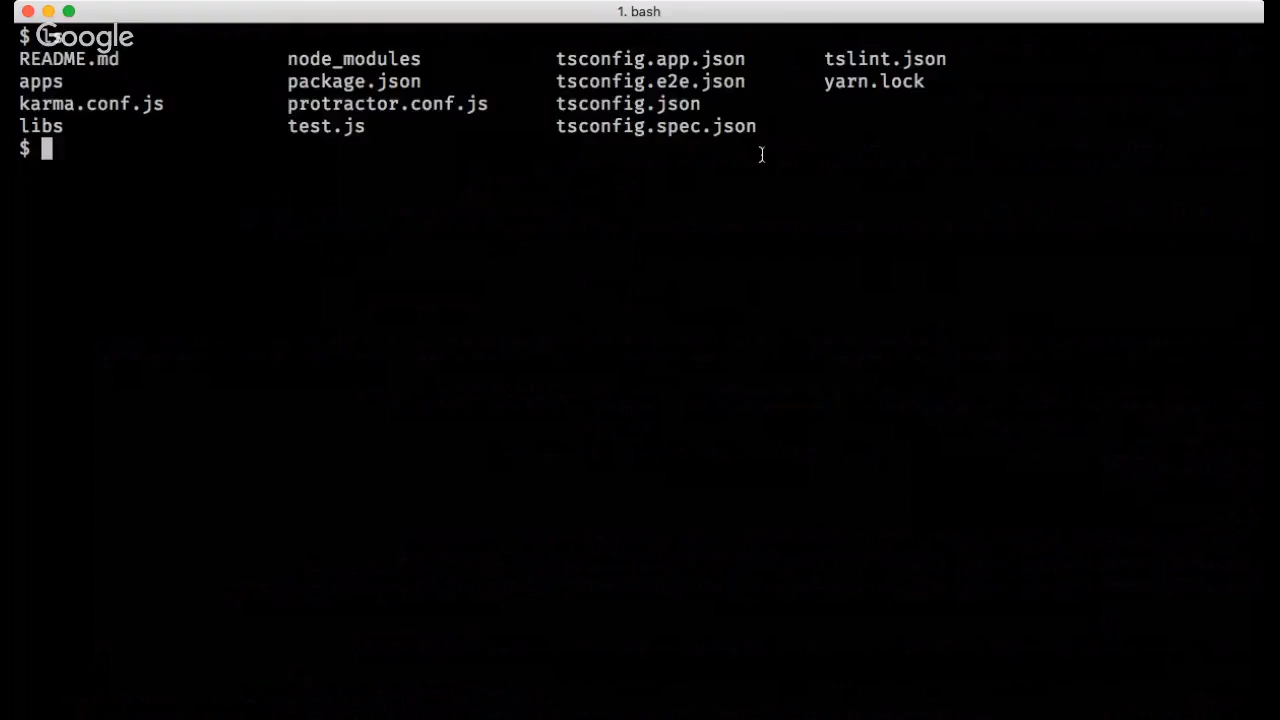 1. bash
$ ls
Google
README.md node_modules tsconfig.app.json tslint.json
apps package.json tsconfig.e2e.json yarn.lock
karma.conf.js protractor.conf.js tsconfig.json
libs test.js tsconfig.spec.json
$